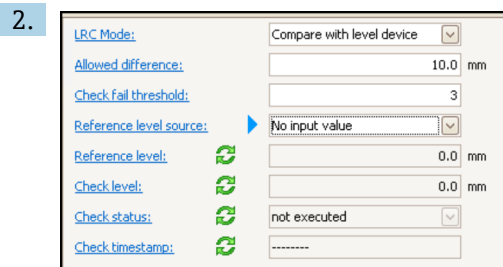 2.
LRC Mode: Compare with level device
Allowed difference: 10.0 mm
Check fail threshold: 3
Reference level source: No input value
Reference level: 0.0 mm
Check level: 0.0 mm
Check status: not executed
Check timestamp: --------